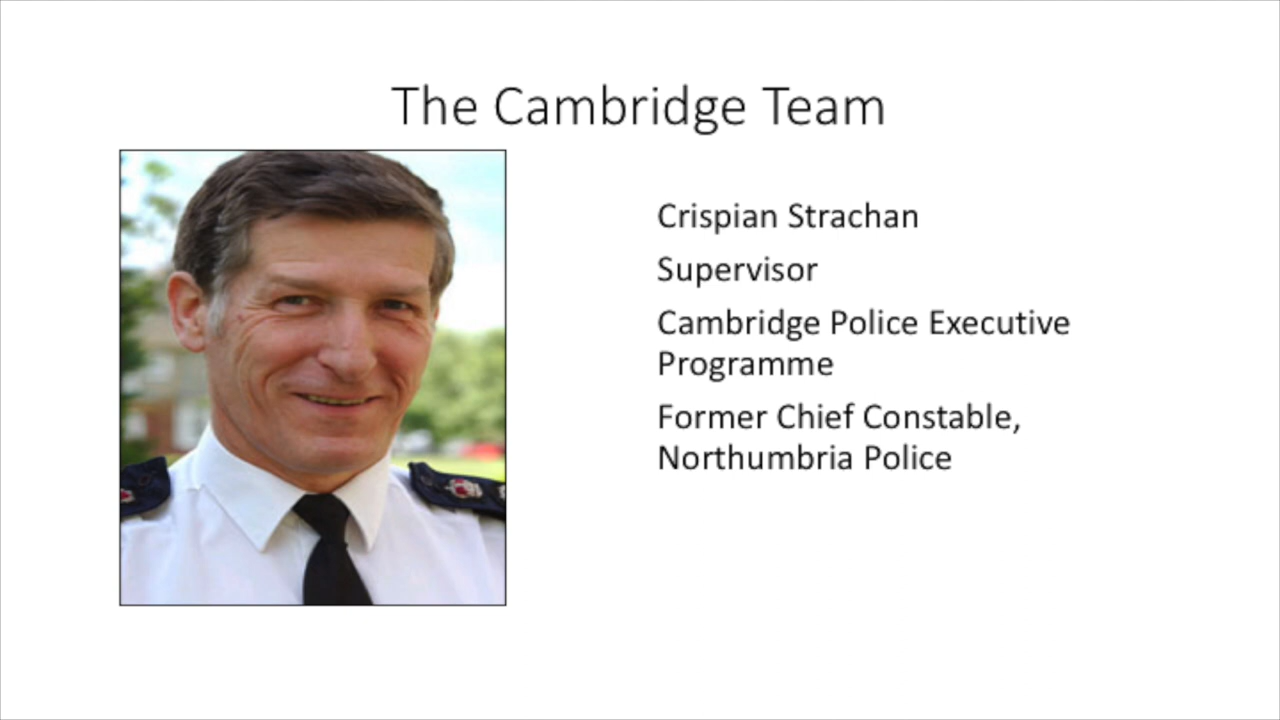 The Cambridge Team
Crispian Strachan
Supervisor
Cambridge Police Executive
Programme
Former Chief Constable,
Northumbria Police